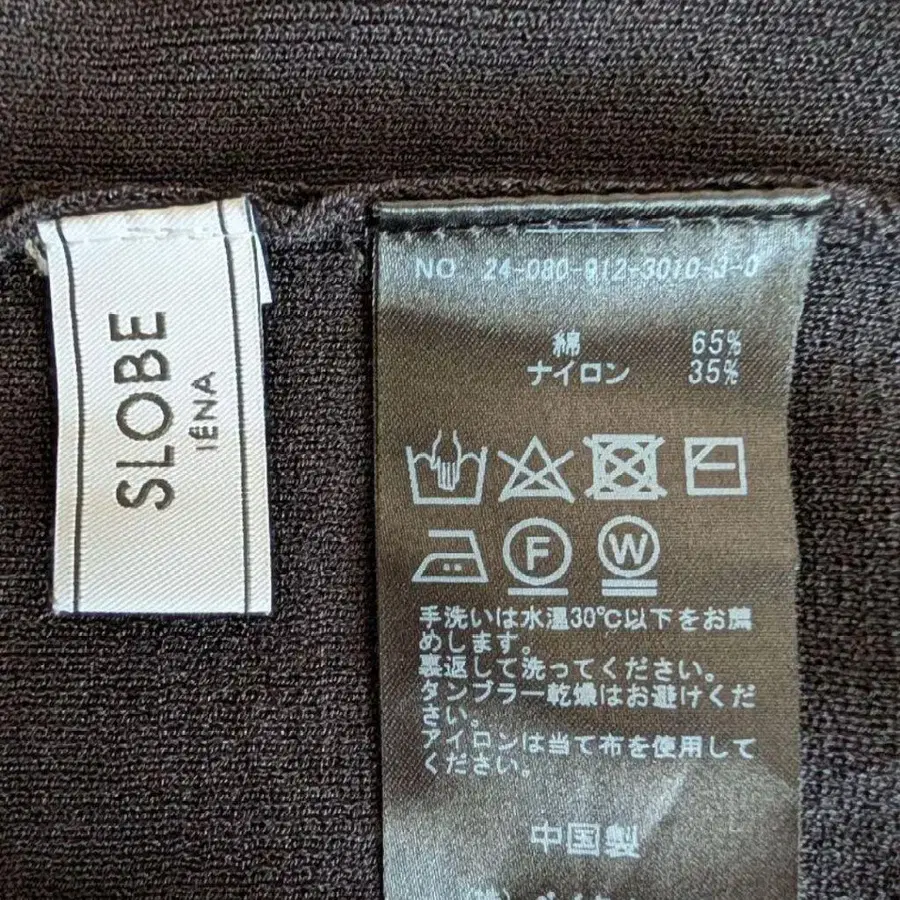 SLOBE
IÉNA
NO 24-080-912-3010-3-0
綿 65%
ナイロン 35%
F
W
手洗いは水温30℃以下をお薦
めします。
裏返して洗ってください。
タンブラー乾燥はお避けくだ
さい。
アイロンは当て布を使用して
ください。
中国製